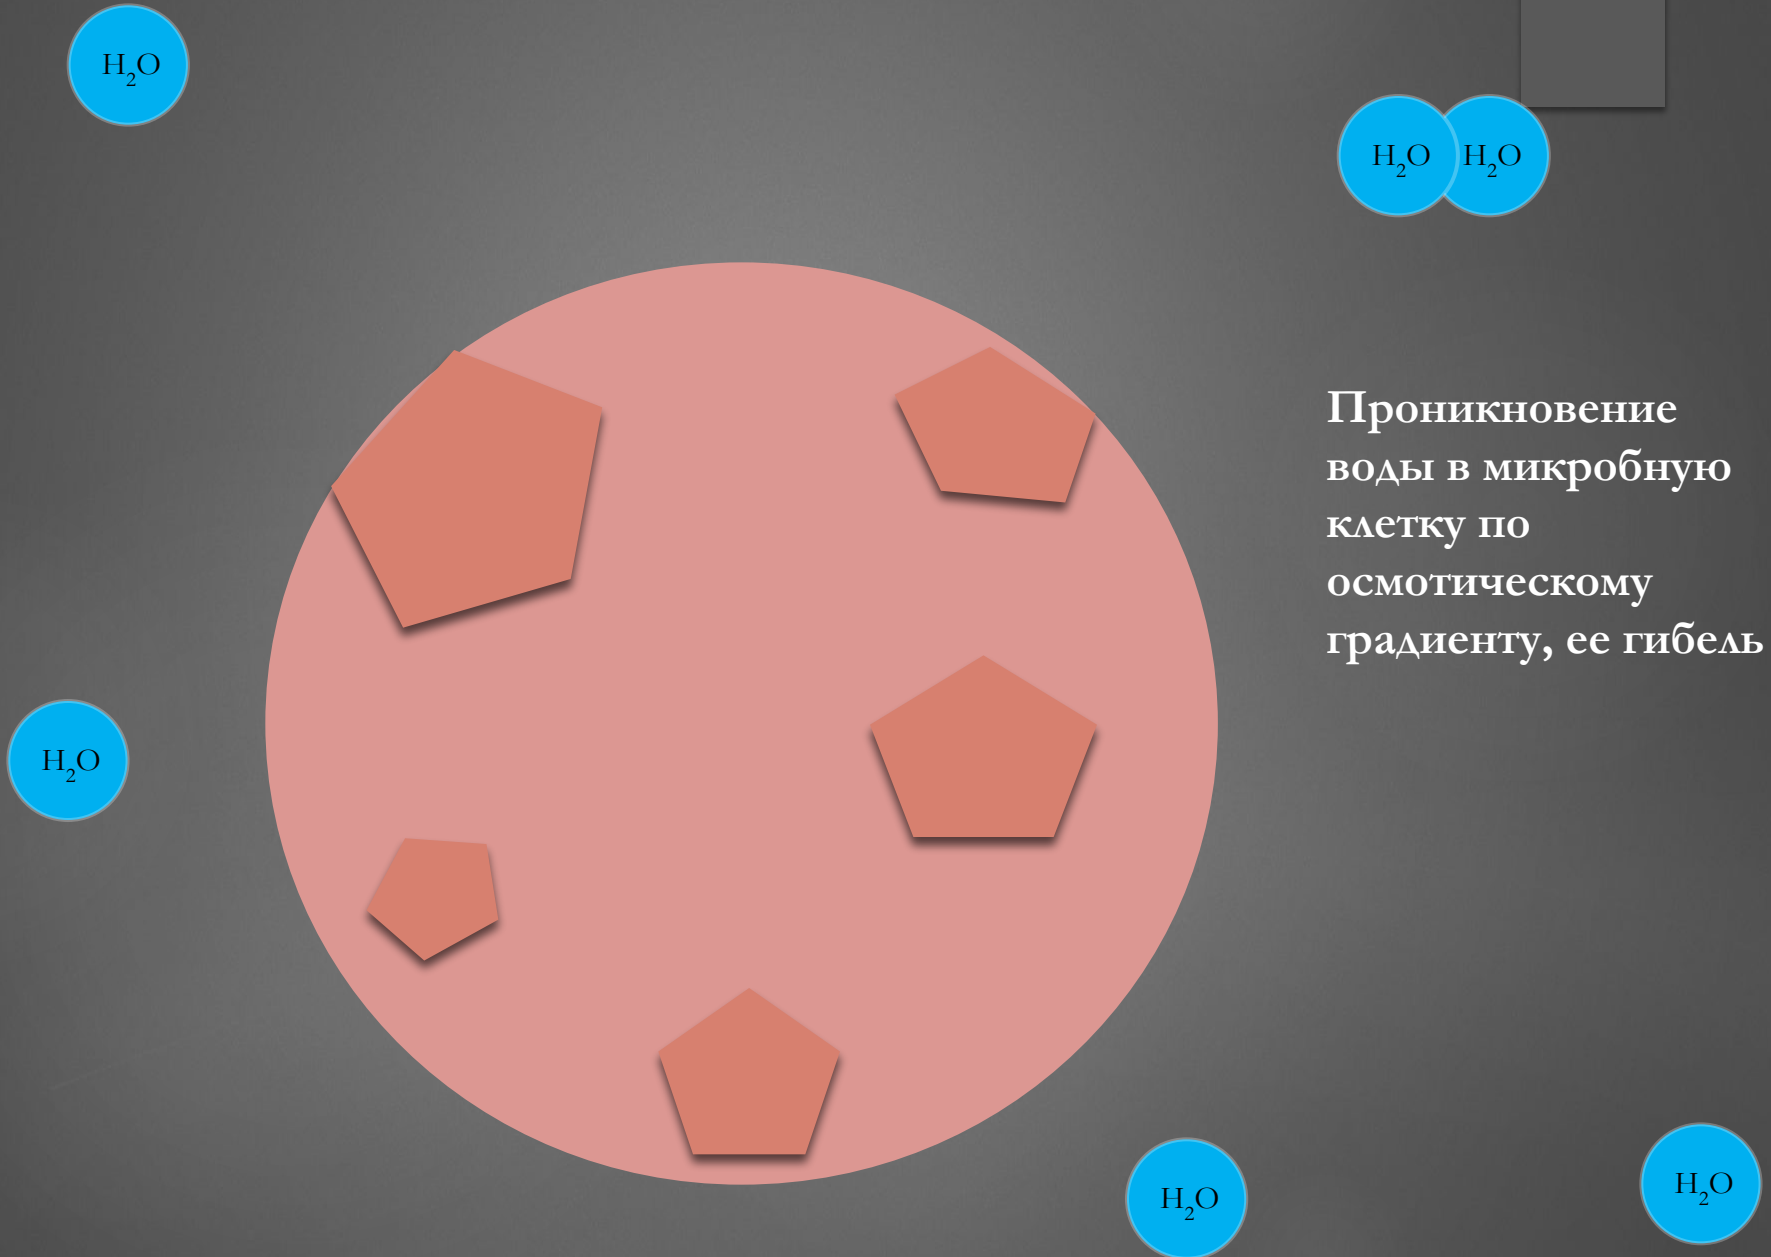 H₂O
H₂O H₂O
Проникновение
воды в микробную
клетку по
осмотическому
градиенту, ее гибель
H₂O
H₂O
H₂O